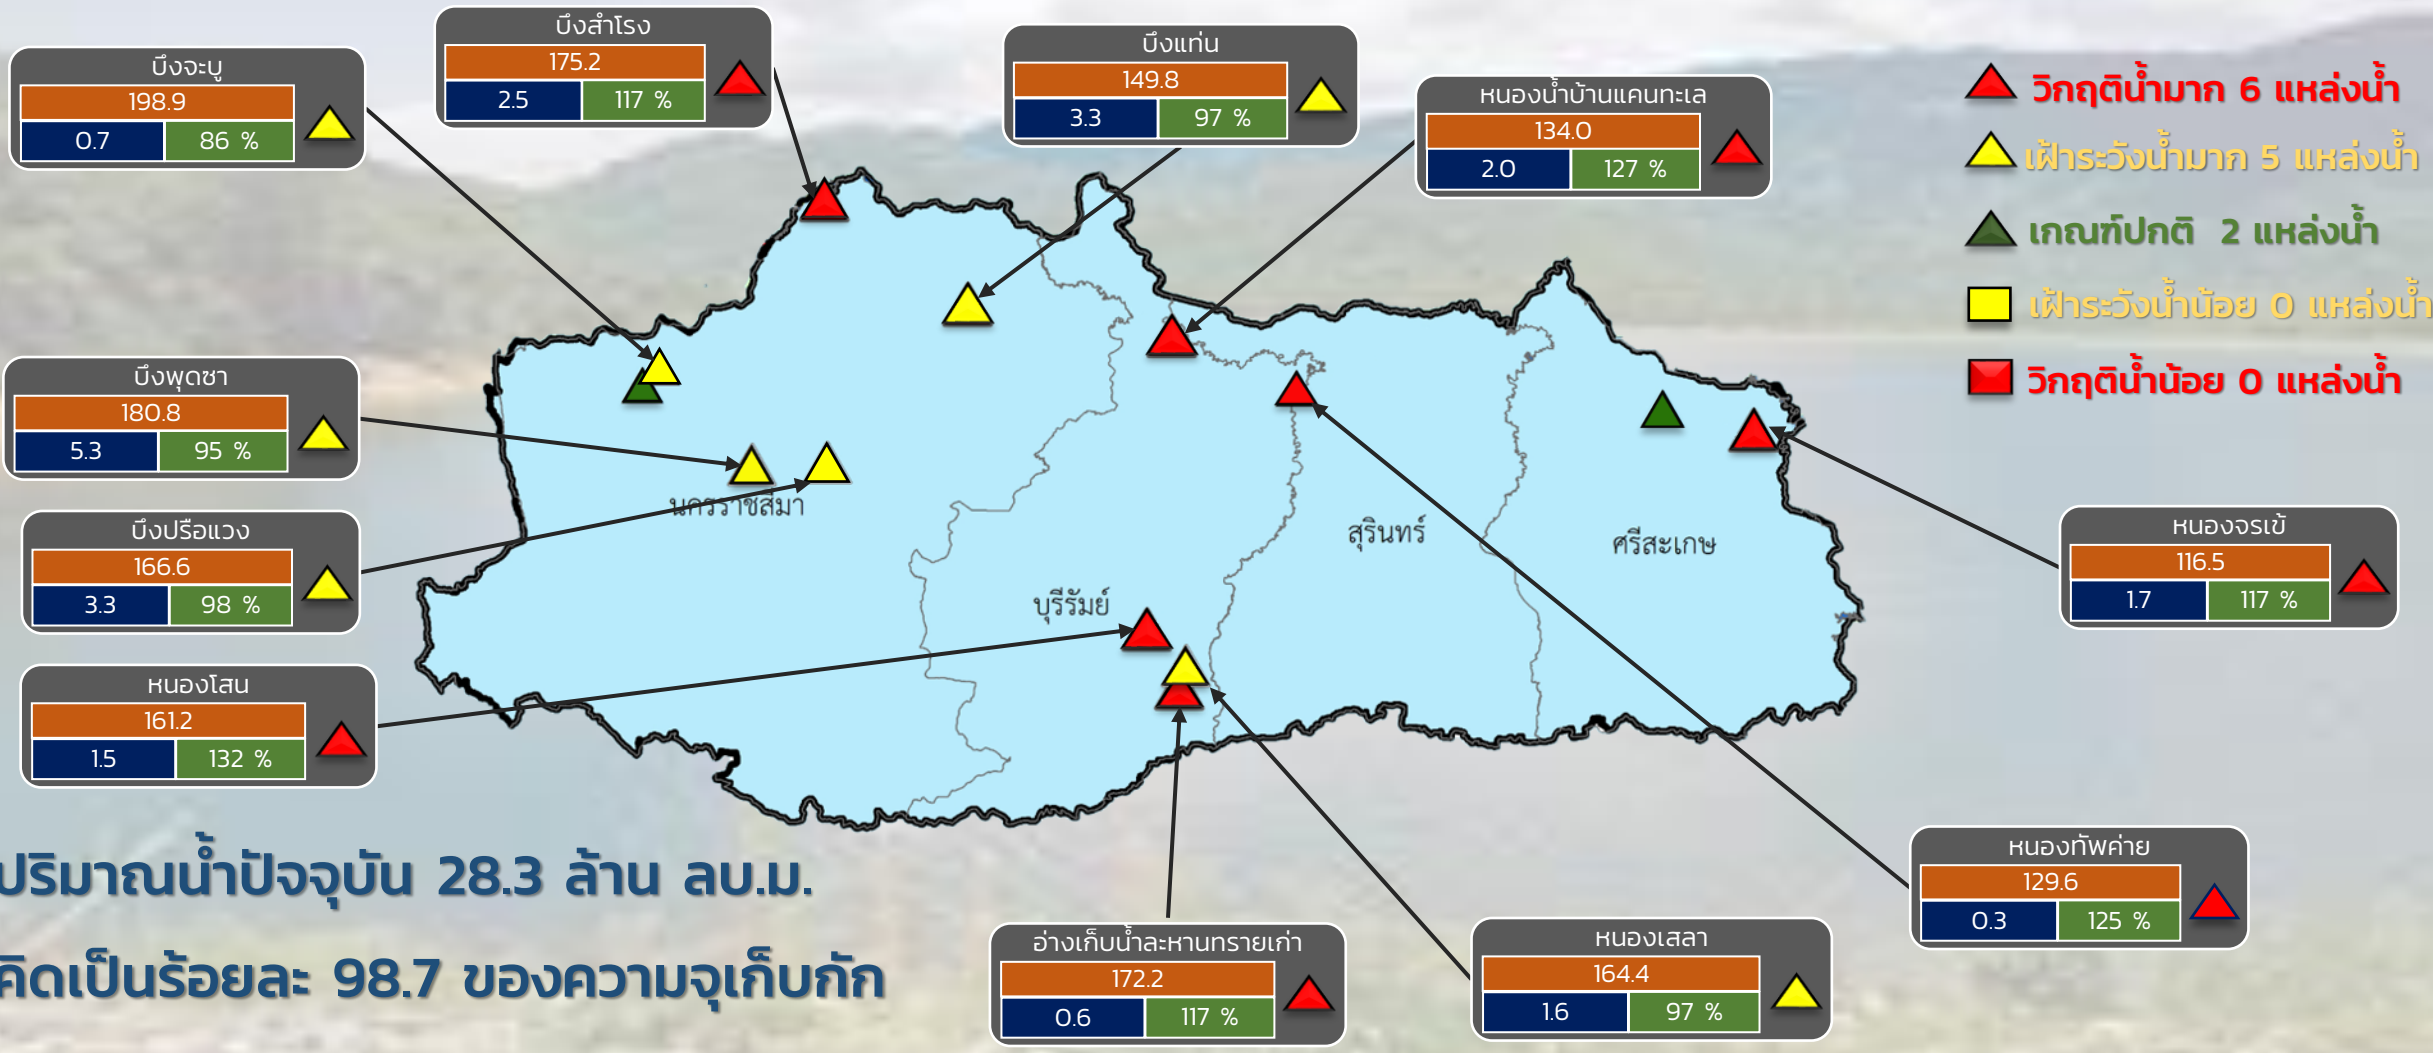 บึงจะบู
198.9
0.7 86 %
บึงสำโรง
175.2
2.5 117 %
บึงแท่น
149.8
3.3 97 %
หนองน้ำบ้านแคนทะเล
134.0
2.0 127 %
วิกฤติน้ำมาก 6 แหล่งน้ำ
เฝ้าระวังน้ำมาก 5 แหล่งน้ำ
เกณฑ์ปกติ 2 แหล่งน้ำ
เฝ้าระวังน้ำน้อย 0 แหล่งน้ำ
วิกฤติน้ำน้อย 0 แหล่งน้ำ
บึงพุดซา
180.8
5.3 95 %
บึงปรือแวง
166.6
3.3 98 %
หนองโสน
161.2
1.5 132 %
นครราชสีมา
บุรีรัมย์
สุรินทร์
ศรีสะเกษ
หนองจรเข้
116.5
1.7 117 %
หนองทัพค่าย
129.6
0.3 125 %
อ่างเก็บน้ำละหานทรายเก่า
172.2
0.6 117 %
หนองเสลา
164.4
1.6 97 %
ปริมาณน้ำปัจจุบัน 28.3 ล้าน ลบ.ม.
คิดเป็นร้อยละ 98.7 ของความจุเก็บกัก